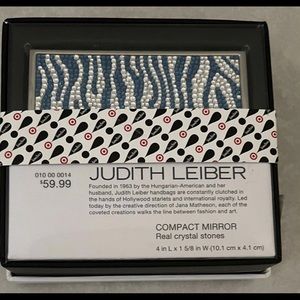 010 00 0014
$59.99
JUDITH LEIBER
Founded in 1963 by the Hungarian-American and her
husband, Judith Leiber handbags are constantly clutched in
the hands of Hollywood starlets and international royalty. Led
today by the creative direction of Jana Matheson, each of the
coveted creations walks the line between fashion and art.
COMPACT MIRROR
Real crystal stones
4 in L x 1 5/8 in W (10.1 cm x 4.1 cm)